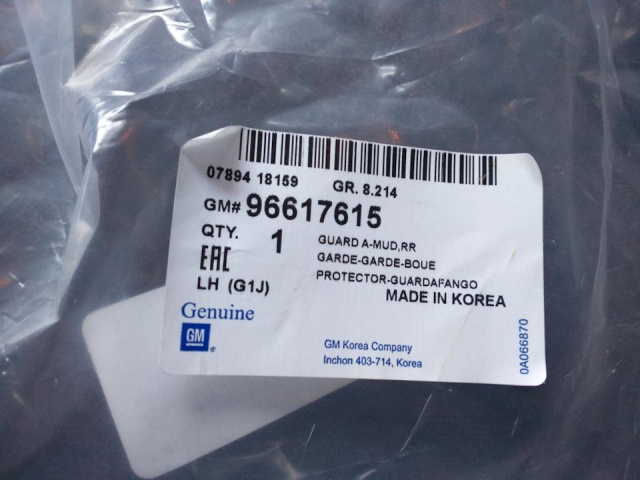 07894 18159 GR. 8.214
GM# 96617615
QTY. 1 GUARD A-MUD,RR
EAC GARDE-GARDE-BOUE
LH (G1J) PROTECTOR-GUARDAFANGO
MADE IN KOREA
Genuine
GM
GM Korea Company
Inchon 403-714, Korea
0A066870